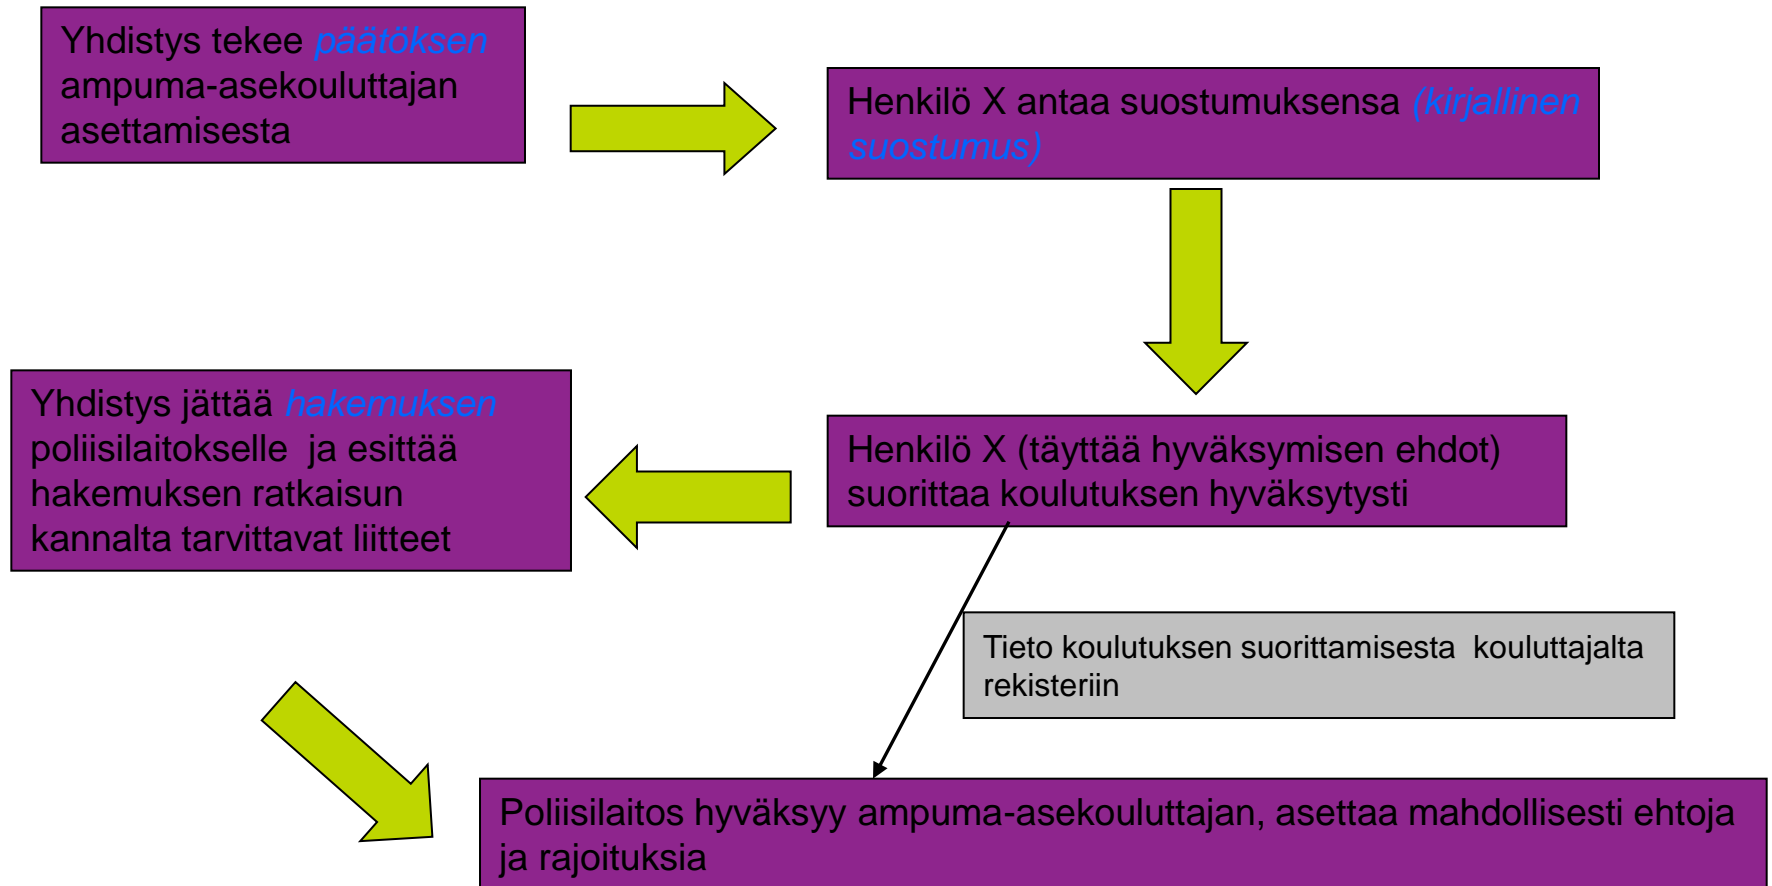 Yhdistys tekee päätöksen
ampuma-asekouluttajan
asettamisesta
Henkilö X antaa suostumuksensa (kirjallinen
suostumus)
Henkilö X (täyttää hyväksymisen ehdot)
suorittaa koulutuksen hyväksytysti
Yhdistys jättää hakemuksen
poliisilaitokselle ja esittää
hakemuksen ratkaisun
kannalta tarvittavat liitteet
Tieto koulutuksen suorittamisesta kouluttajalta
rekisteriin
Poliisilaitos hyväksyy ampuma-asekouluttajan, asettaa mahdollisesti ehtoja
ja rajoituksia